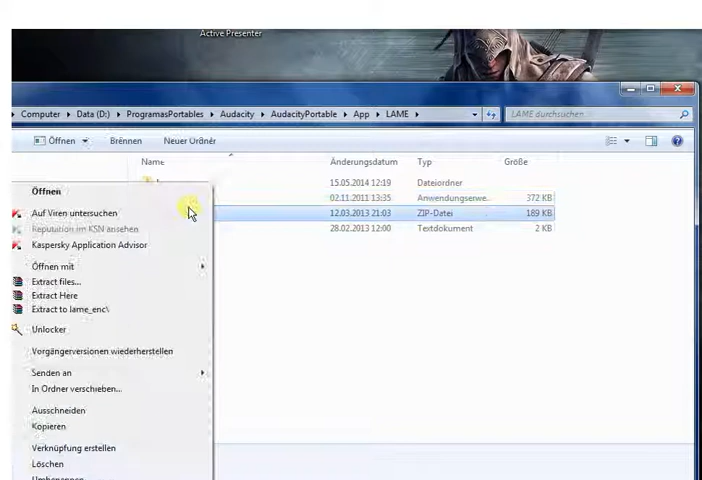 Active Presenter
Computer ▸ Data (D:) ▸ ProgramasPortables ▸ Audacity ▸ AudacityPortable ▸ App ▸ LAME ▸
LAME durchsuchen
Öffnen Brennen Neuer Ordner
Name Änderungsdatum Typ Größe
15.05.2014 12:19 Dateiordner
02.11.2011 13:35 Anwendungserwe... 372 KB
12.03.2013 21:03 ZIP-Datei 189 KB
28.02.2013 12:00 Textdokument 2 KB
Öffnen
Auf Viren untersuchen
Reputation im KSN ansehen
Kaspersky Application Advisor
Öffnen mit
Extract files...
Extract Here
Extract to lame_enc\
Unlocker
Vorgängerversionen wiederherstellen
Senden an
In Ordner verschieben...
Ausschneiden
Kopieren
Verknüpfung erstellen
Löschen
Umbenennen